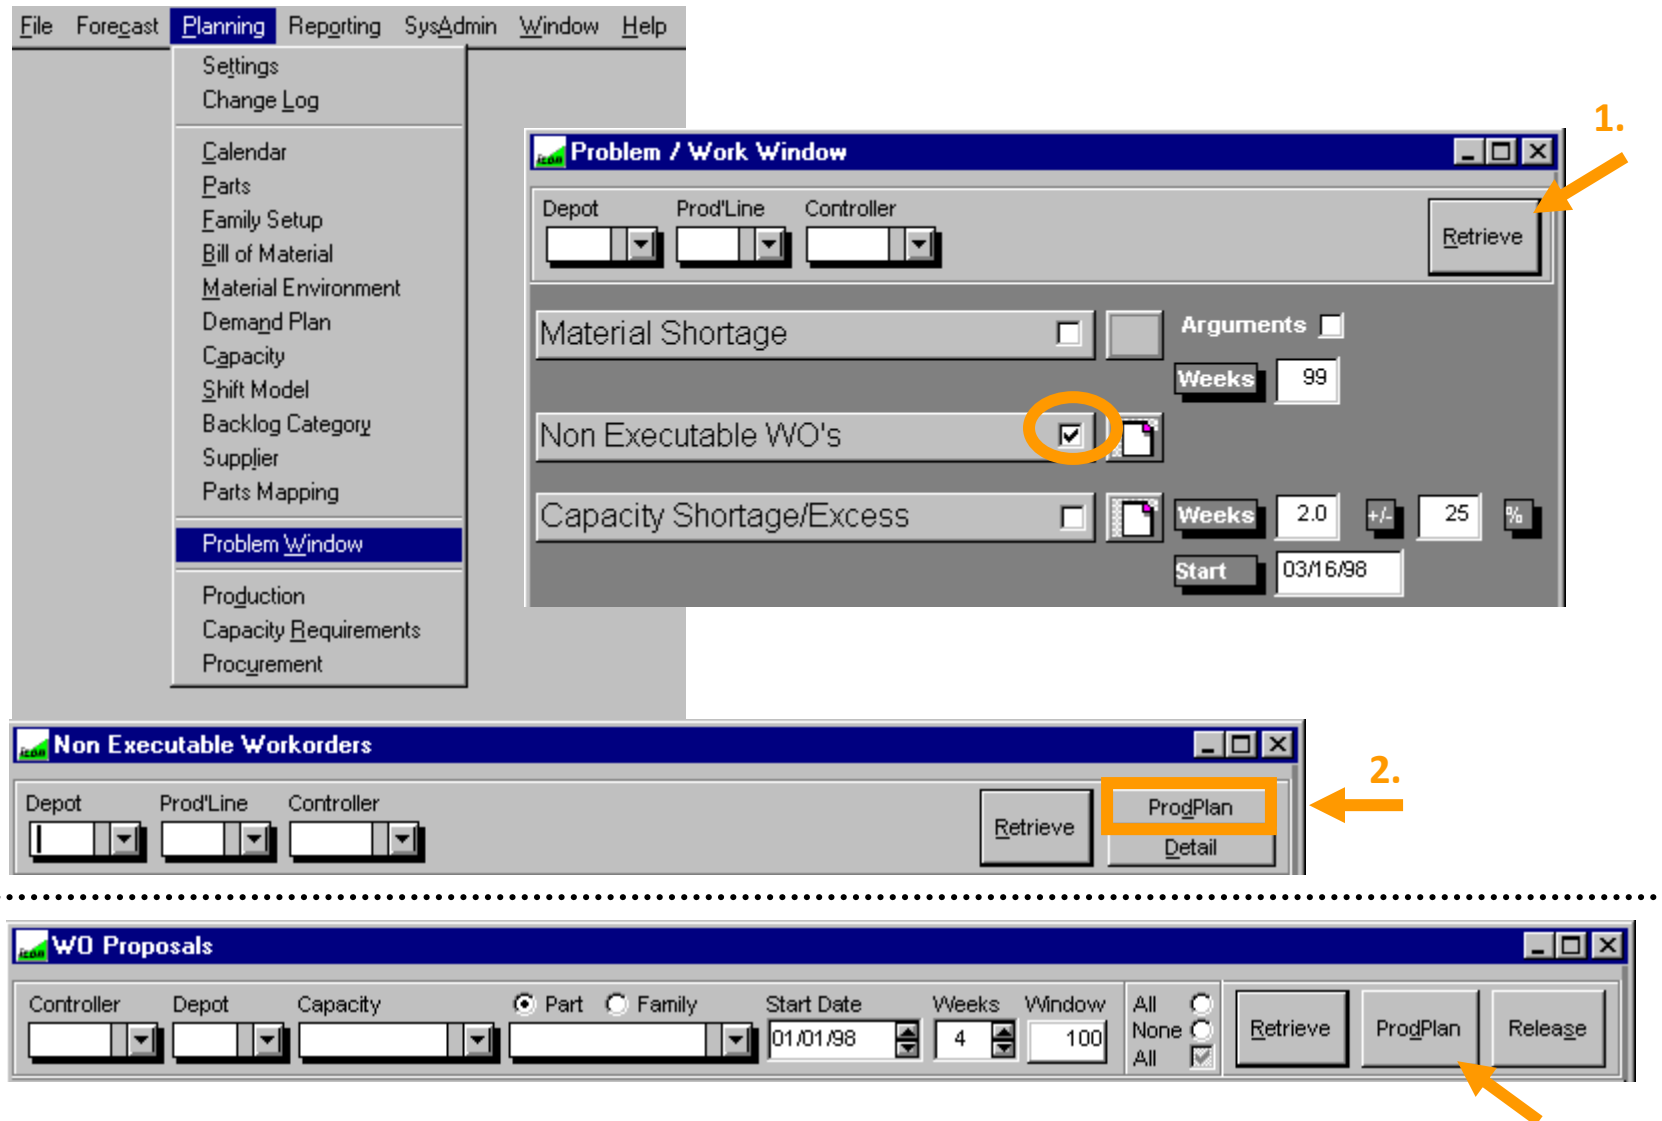 File Forecast Planning Reporting SysAdmin Window Help
Settings
Change Log
Calendar
Parts
Family Setup
Bill of Material
Material Environment
Demand Plan
Capacity
Shift Model
Backlog Category
Supplier
Parts Mapping
Problem Window
Production
Capacity Requirements
Procurement
1.
icon Problem / Work Window
Depot Prod'Line Controller
Retrieve
Material Shortage Arguments
Weeks 99
Non Executable WO's
Capacity Shortage/Excess Weeks 2.0 +/- 25 %
Start 03/16/98
icon Non Executable Workorders
2.
Depot Prod'Line Controller
Retrieve ProdPlan
Detail
icon WO Proposals
Controller Depot Capacity Part Family Start Date Weeks Window All
01/01/98 4 100 None Retrieve ProdPlan Release
All